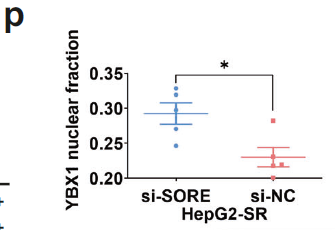 p
YBX1 nuclear fraction
*
0.35
0.30
0.25
0.20
si-SORE si-NC
HepG2-SR